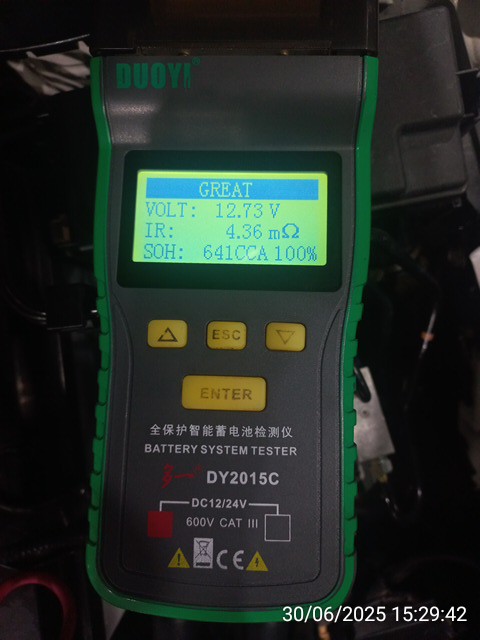 DUOYI
GREAT
VOLT: 12.73 V
IR: 4.36 mΩ
SOH: 641CCA 100%
ESC
ENTER
全保护智能蓄电池检测仪
BATTERY SYSTEM TESTER
多一 DY2015C
DC12/24V
600V CAT III
CE
30/06/2025 15:29:42